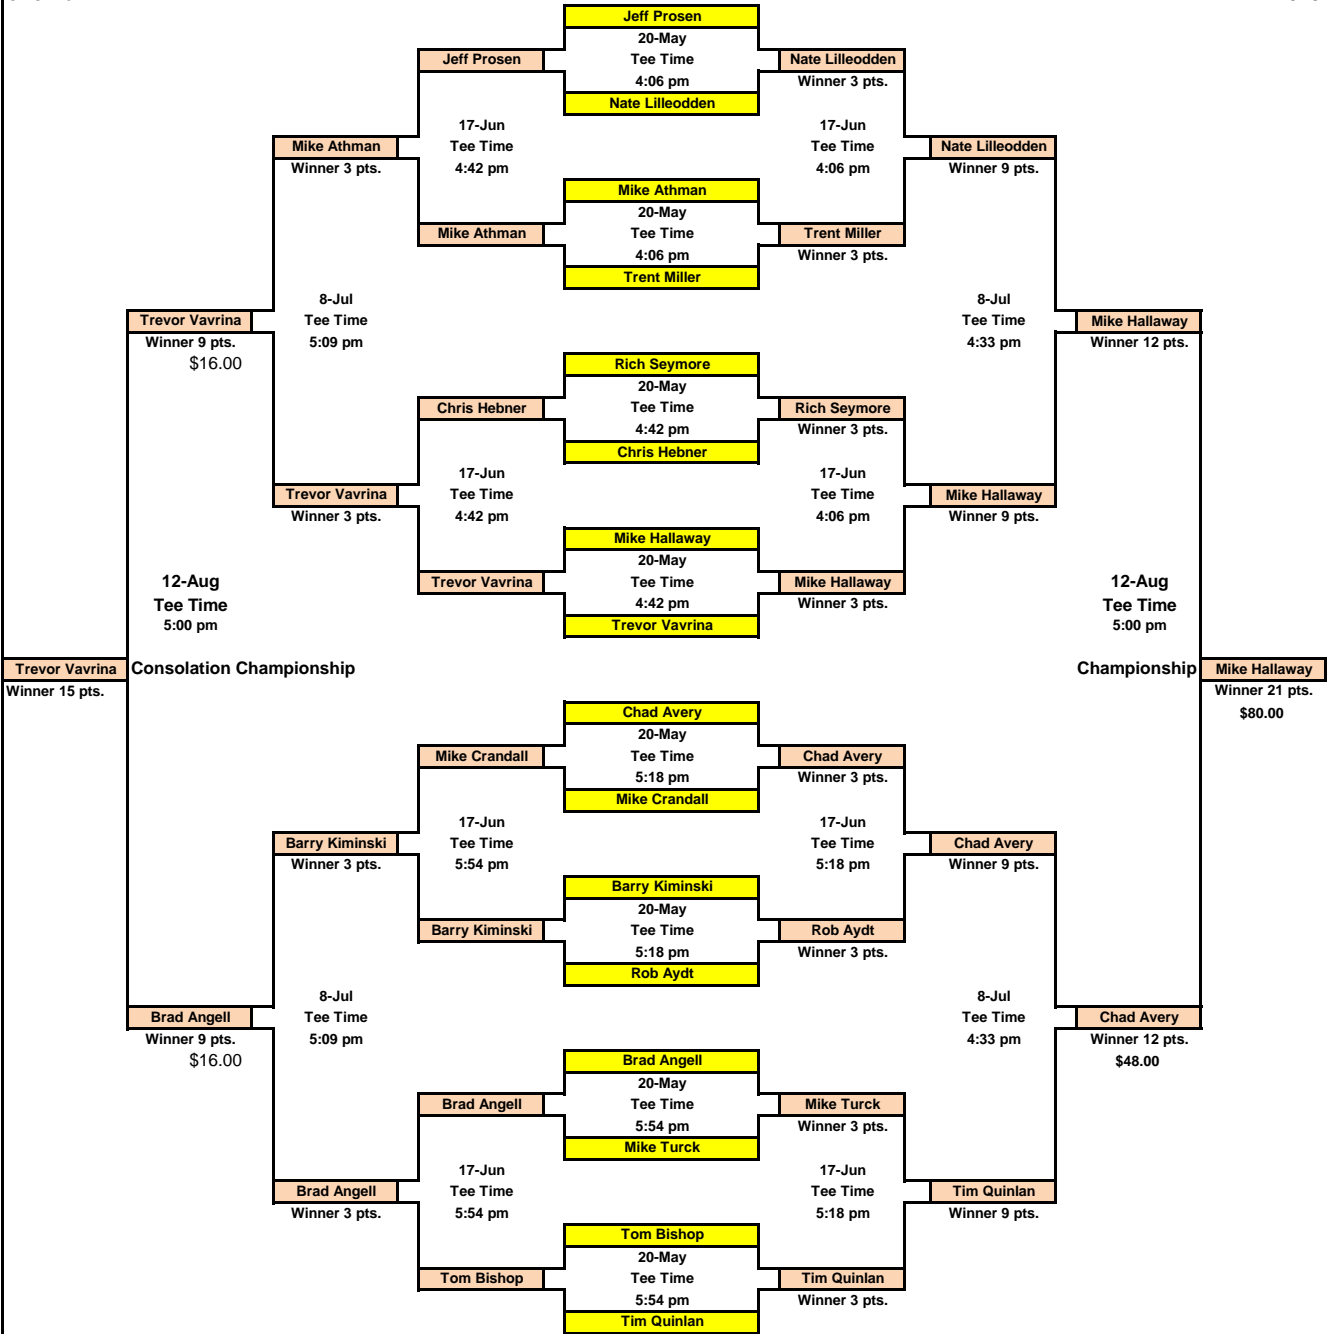 Jeff Prosen
20-May
Jeff Prosen Tee Time Nate Lilleodden
4:06 pm Winner 3 pts.
Nate Lilleodden
17-Jun 17-Jun
Mike Athman Tee Time Tee Time Nate Lilleodden
Winner 3 pts. 4:42 pm 4:06 pm Winner 9 pts.
Mike Athman
20-May
Mike Athman Tee Time Trent Miller
4:06 pm Winner 3 pts.
Trent Miller
8-Jul 8-Jul
Trevor Vavrina Tee Time Tee Time Mike Hallaway
Winner 9 pts. 5:09 pm 4:33 pm Winner 12 pts.
$16.00 Rich Seymore
20-May
Chris Hebner Tee Time Rich Seymore
4:42 pm Winner 3 pts.
Chris Hebner
17-Jun 17-Jun
Trevor Vavrina Tee Time Tee Time Mike Hallaway
Winner 3 pts. 4:42 pm 4:06 pm Winner 9 pts.
Mike Hallaway
20-May
12-Aug Trevor Vavrina Tee Time Mike Hallaway 12-Aug
Tee Time 4:42 pm Winner 3 pts. Tee Time
5:00 pm Trevor Vavrina 5:00 pm
Trevor Vavrina Consolation Championship Championship Mike Hallaway
Winner 15 pts. Winner 21 pts.
Chad Avery $80.00
20-May
Mike Crandall Tee Time Chad Avery
5:18 pm Winner 3 pts.
Mike Crandall
17-Jun 17-Jun
Barry Kiminski Tee Time Tee Time Chad Avery
Winner 3 pts. 5:54 pm 5:18 pm Winner 9 pts.
Barry Kiminski
20-May
Barry Kiminski Tee Time Rob Aydt
5:18 pm Winner 3 pts.
Rob Aydt
8-Jul 8-Jul
Brad Angell Tee Time Tee Time Chad Avery
Winner 9 pts. 5:09 pm 4:33 pm Winner 12 pts.
$16.00 Brad Angell $48.00
20-May
Brad Angell Tee Time Mike Turck
5:54 pm Winner 3 pts.
Mike Turck
17-Jun 17-Jun
Brad Angell Tee Time Tee Time Tim Quinlan
Winner 3 pts. 5:54 pm 5:18 pm Winner 9 pts.
Tom Bishop
20-May
Tom Bishop Tee Time Tim Quinlan
5:54 pm Winner 3 pts.
Tim Quinlan